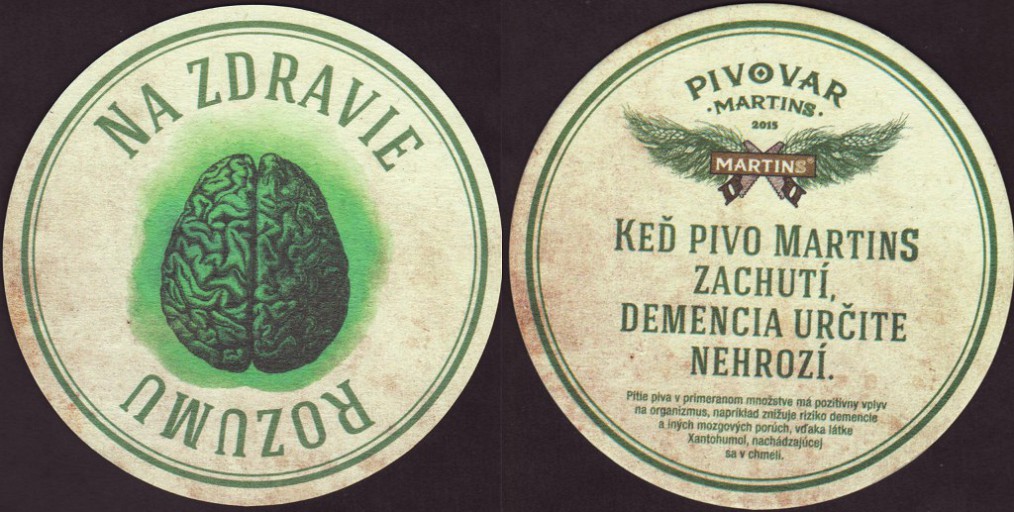 NA ZDRAVIE
ROZUMU
PIVOVAR
·MARTINS·
2015
MARTINS®
KEĎ PIVO MARTINS
ZACHUTÍ,
DEMENCIA URČITE
NEHROZÍ.
Pitie piva v primeranom množstve má pozitívny vplyv
na organizmus, napríklad znižuje riziko demencie
a iných mozgových porúch, vďaka látke
Xantohumol, nachádzajúcej
sa v chmeli.